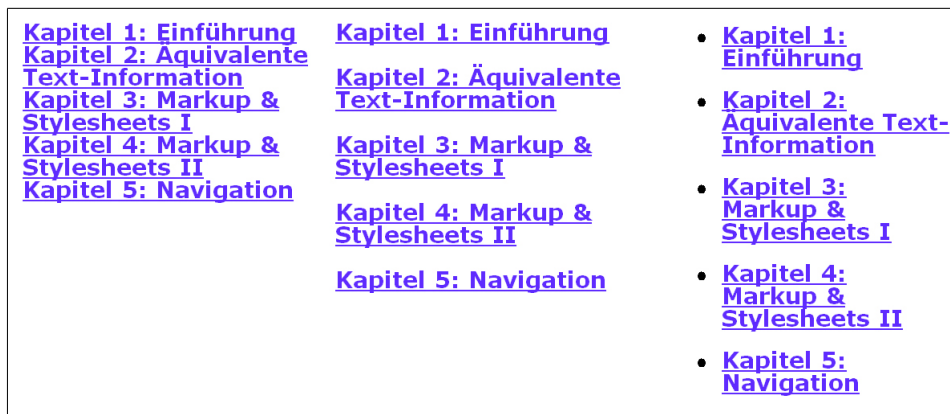 Kapitel 1: Einführung
Kapitel 2: Äquivalente
Text-Information
Kapitel 3: Markup &
Stylesheets I
Kapitel 4: Markup &
Stylesheets II
Kapitel 5: Navigation
Kapitel 1: Einführung
Kapitel 2: Äquivalente
Text-Information
Kapitel 3: Markup &
Stylesheets I
Kapitel 4: Markup &
Stylesheets II
Kapitel 5: Navigation
• Kapitel 1:
Einführung
• Kapitel 2:
Äquivalente Text-
Information
• Kapitel 3:
Markup &
Stylesheets I
• Kapitel 4:
Markup &
Stylesheets II
• Kapitel 5:
Navigation